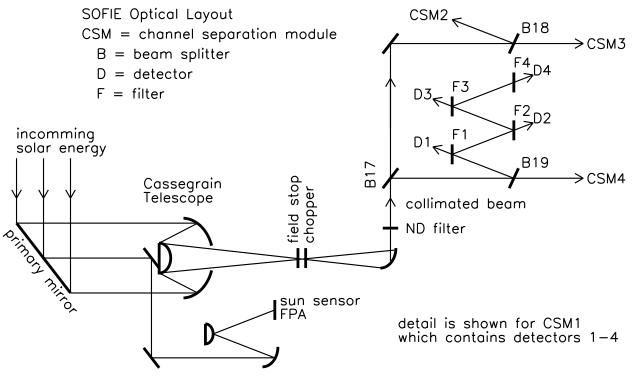 SOFIE Optical Layout
CSM = channel separation module
B = beam splitter
D = detector
F = filter
CSM2
B18
CSM3
F4
D4
F3
D3
F2
D2
F1
D1
B19
B17
CSM4
incomming
solar energy
Cassegrain
Telescope
field stop
chopper
collimated beam
ND filter
primary mirror
sun sensor
FPA
detail is shown for CSM1
which contains detectors 1-4